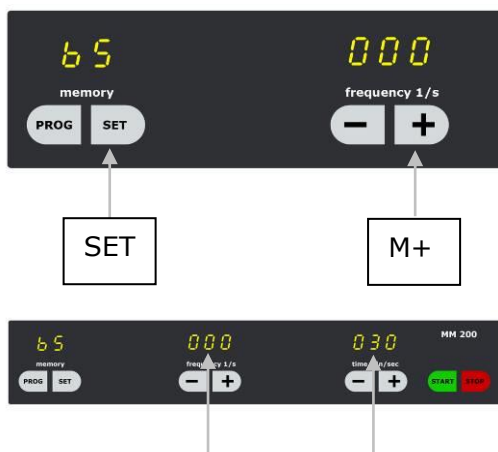 b5 000
memory frequency 1/s
PROG SET − +
SET M+
b5 000 030 MM 200
memory frequency 1/s time min/sec
PROG SET − + − + START STOP